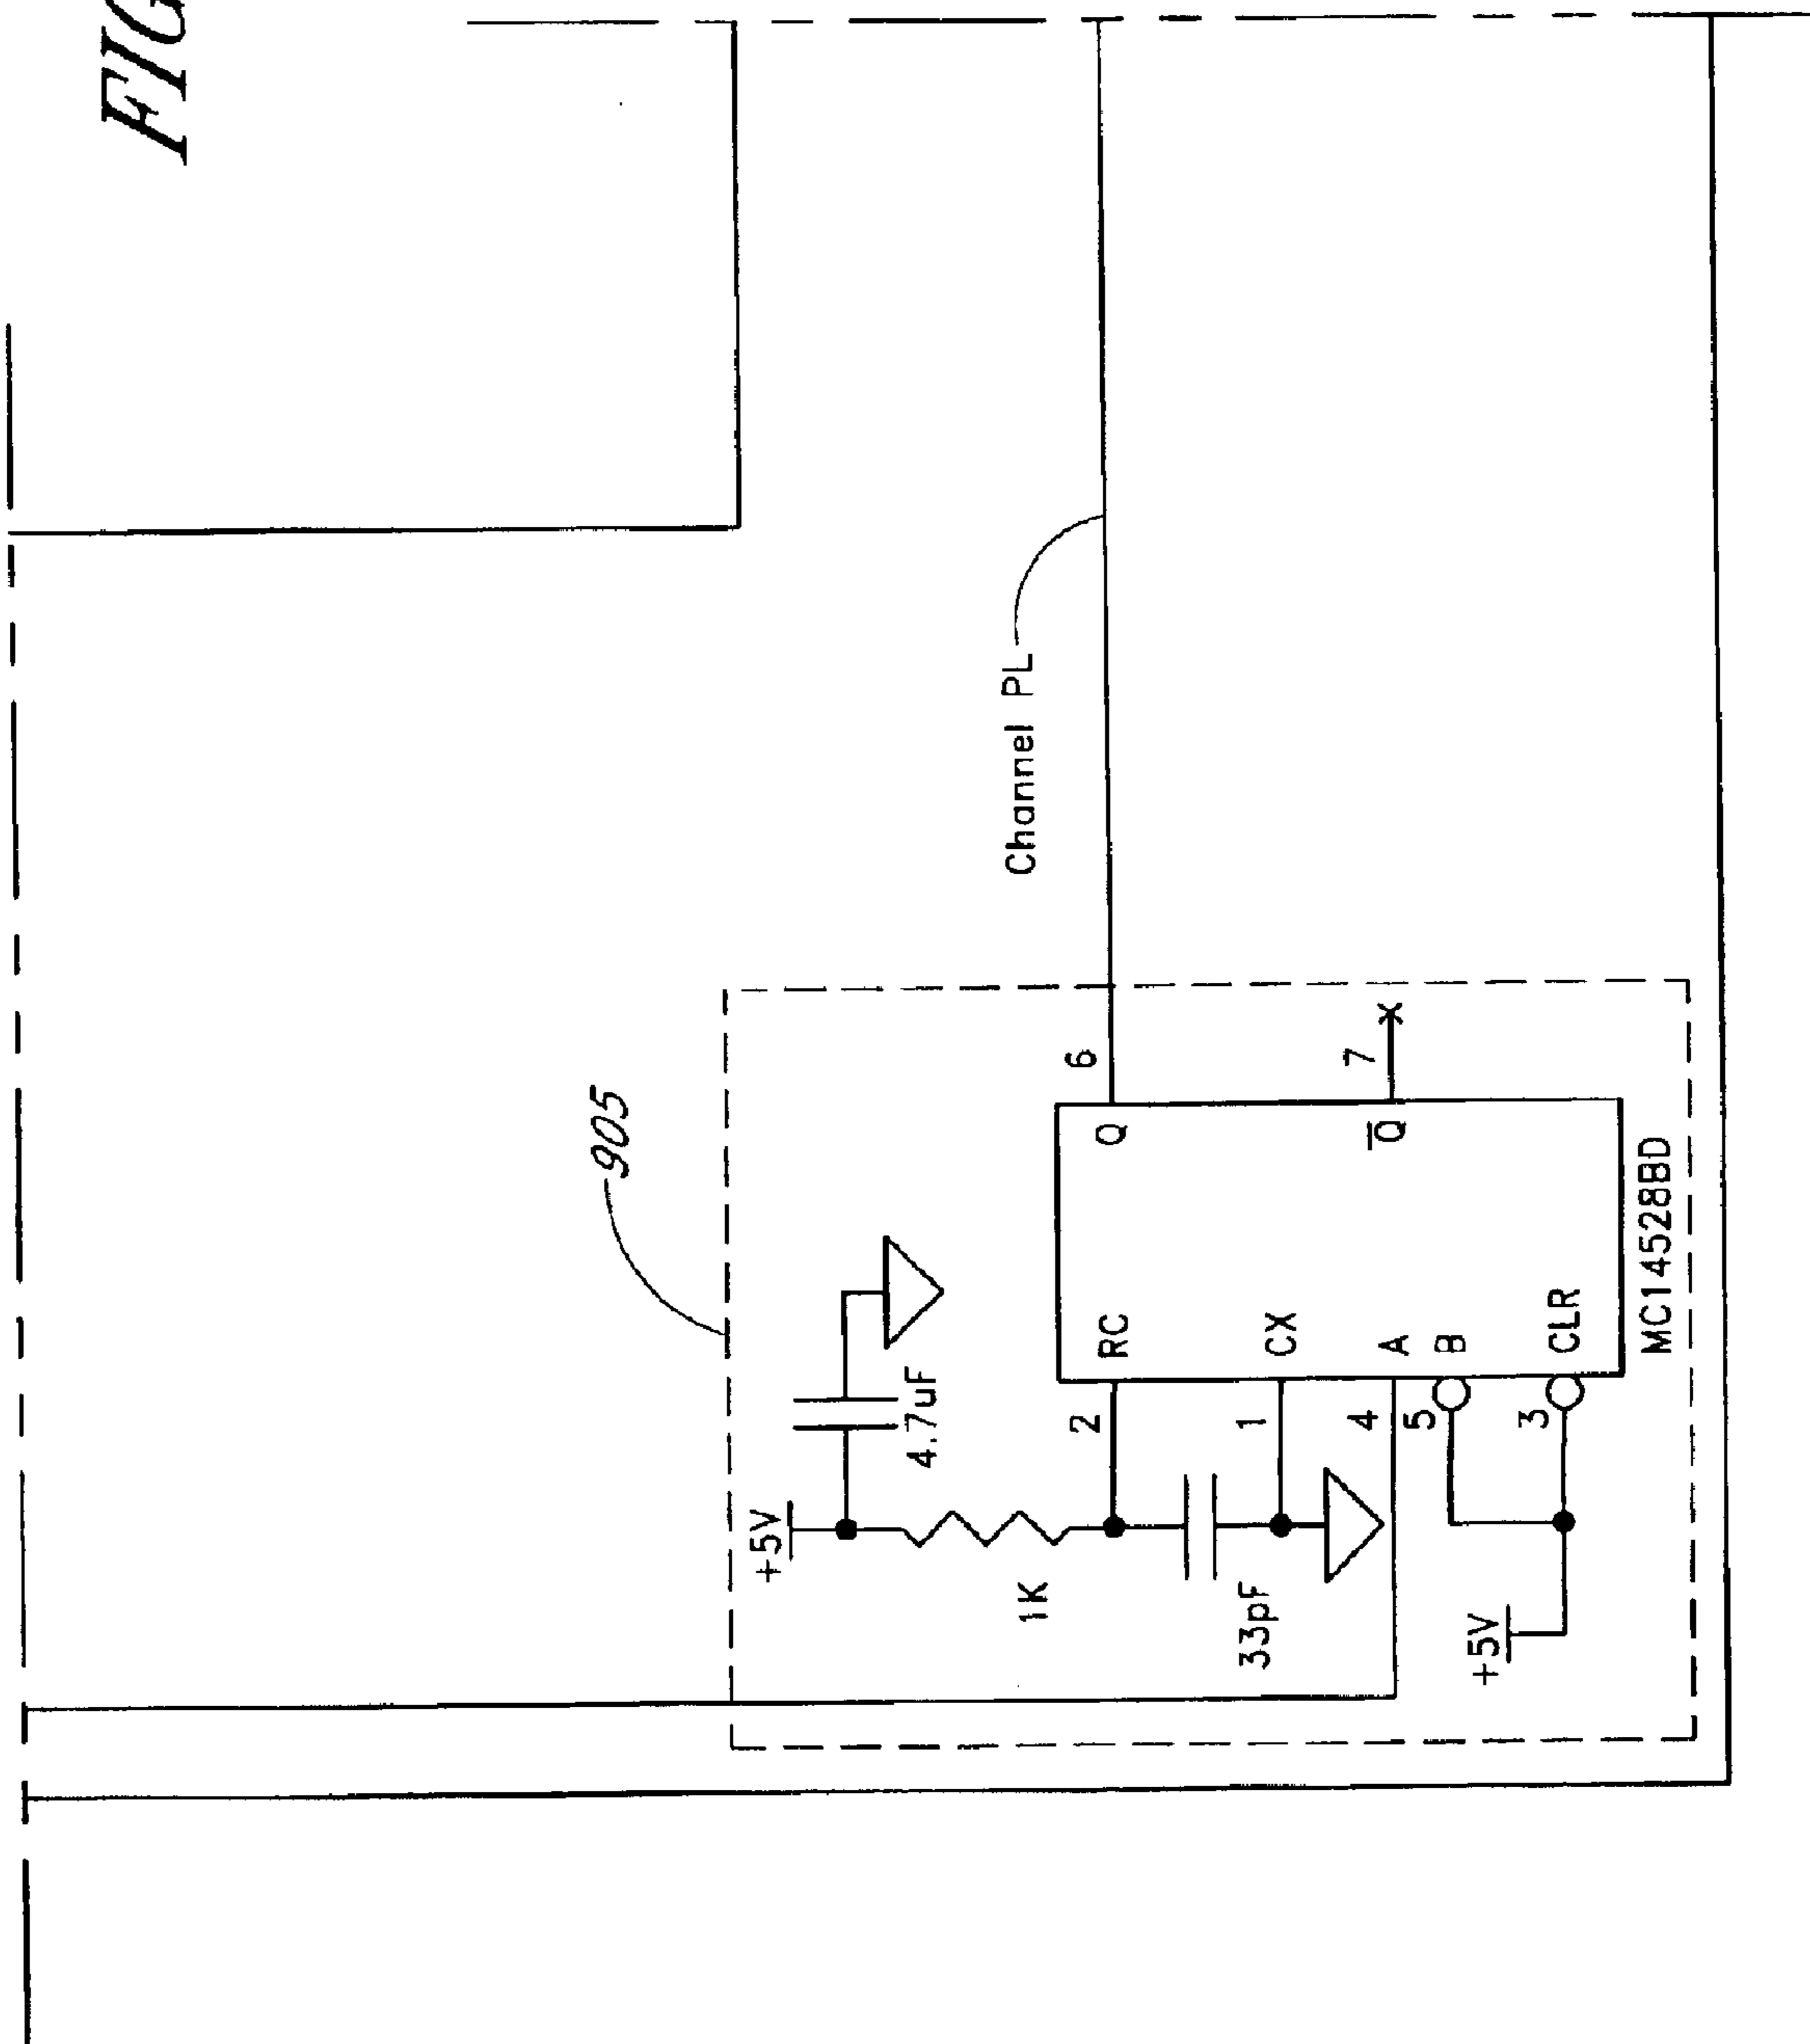 FIG
905
Channel PL
+5V
4.7uF
1K
33pF
2
RC
Q
6
1
CX
4
A
5
B
Q̅
7
x
3
CLR
+5V
MC14528BD